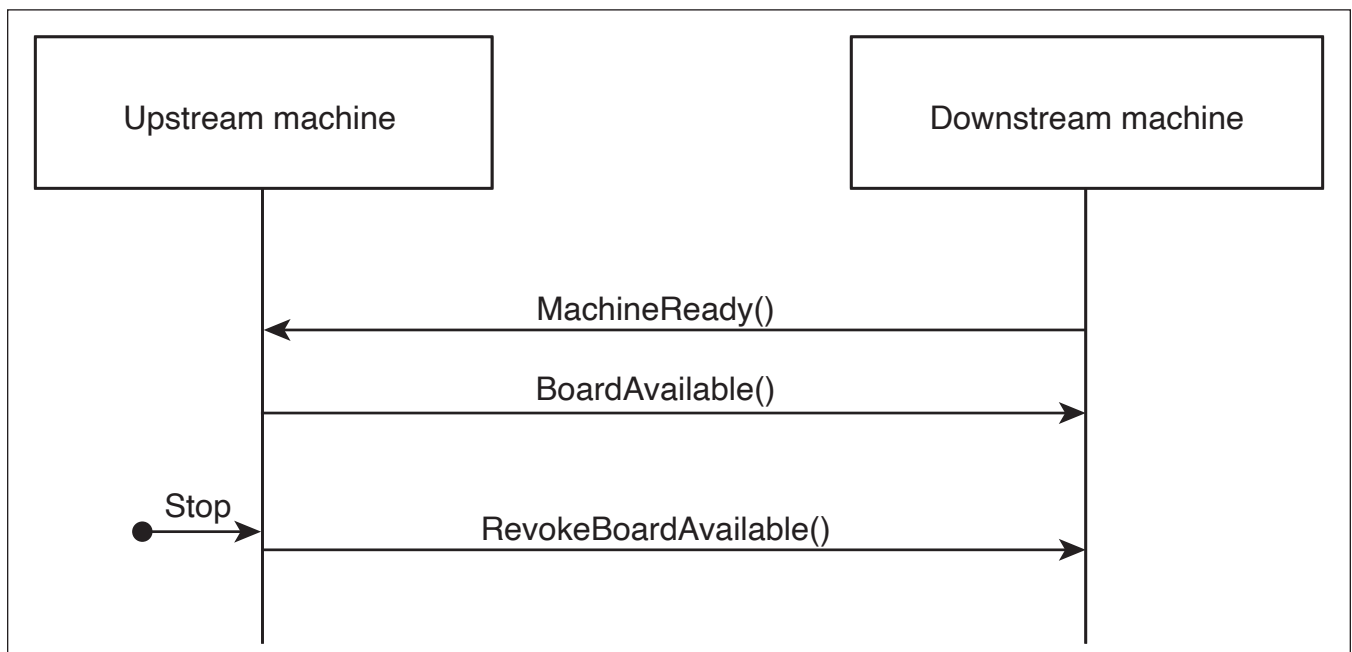 Upstream machine
Downstream machine
MachineReady()
BoardAvailable()
Stop
RevokeBoardAvailable()